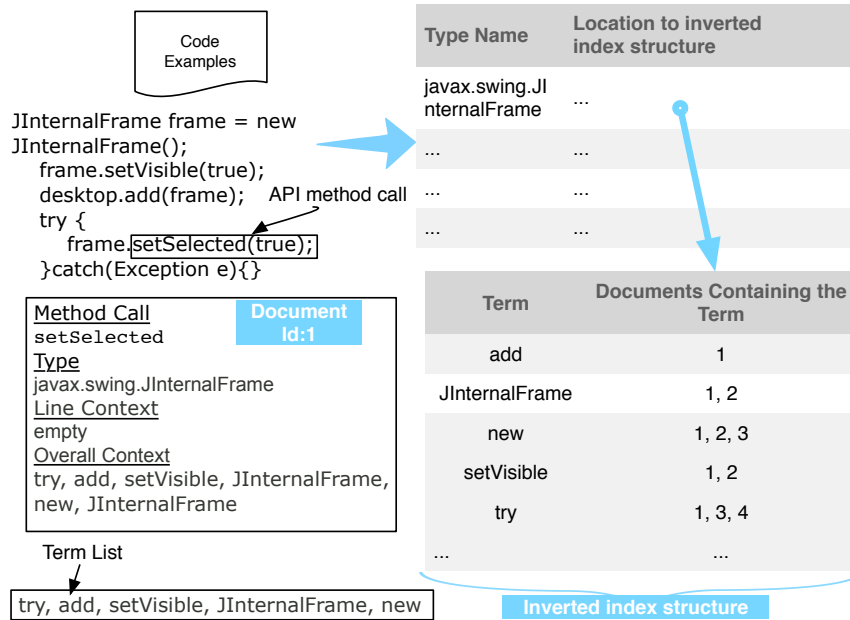 Code
Examples
JInternalFrame frame = new
JInternalFrame();
frame.setVisible(true);
desktop.add(frame);
API method call
try {
frame.setSelected(true);
}catch(Exception e){}
Method Call
setSelected
Document
Id:1
Type
javax.swing.JInternalFrame
Line Context
empty
Overall Context
try, add, setVisible, JInternalFrame,
new, JInternalFrame
Term List
try, add, setVisible, JInternalFrame, new
Type Name
Location to inverted
index structure
javax.swing.JI
nternalFrame
...
... ...
... ...
... ...
Term
Documents Containing the
Term
add 1
JInternalFrame 1, 2
new 1, 2, 3
setVisible 1, 2
try 1, 3, 4
... ...
Inverted index structure